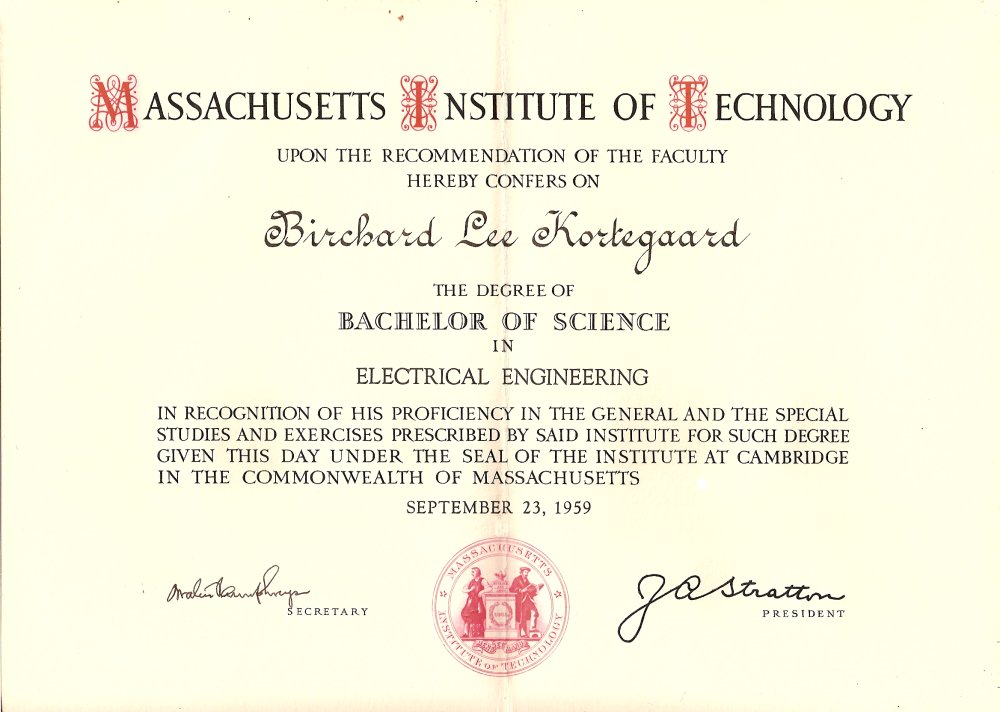 MASSACHUSETTS INSTITUTE OF TECHNOLOGY
UPON THE RECOMMENDATION OF THE FACULTY
HEREBY CONFERS ON
Birchard Lee Kortegaard
THE DEGREE OF
BACHELOR OF SCIENCE
IN
ELECTRICAL ENGINEERING
IN RECOGNITION OF HIS PROFICIENCY IN THE GENERAL AND THE SPECIAL
STUDIES AND EXERCISES PRESCRIBED BY SAID INSTITUTE FOR SUCH DEGREE
GIVEN THIS DAY UNDER THE SEAL OF THE INSTITUTE AT CAMBRIDGE
IN THE COMMONWEALTH OF MASSACHUSETTS
SEPTEMBER 23, 1959
MASSACHUSETTS
INSTITUTE OF TECHNOLOGY
SECRETARY
J A Stratton
PRESIDENT